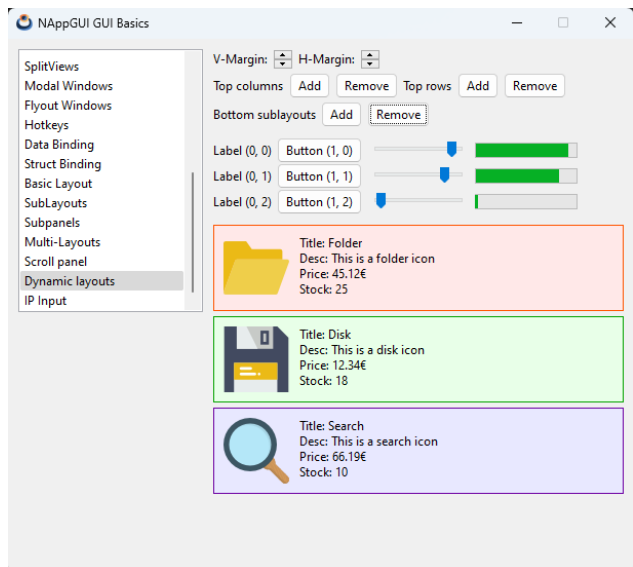 NAppGUI GUI Basics
SplitViews
Modal Windows
Flyout Windows
Hotkeys
Data Binding
Struct Binding
Basic Layout
SubLayouts
Subpanels
Multi-Layouts
Scroll panel
Dynamic layouts
IP Input
V-Margin: H-Margin:
Top columns Add Remove Top rows Add Remove
Bottom sublayouts Add Remove
Label (0, 0) Button (1, 0)
Label (0, 1) Button (1, 1)
Label (0, 2) Button (1, 2)
Title: Folder
Desc: This is a folder icon
Price: 45.12€
Stock: 25
Title: Disk
Desc: This is a disk icon
Price: 12.34€
Stock: 18
Title: Search
Desc: This is a search icon
Price: 66.19€
Stock: 10